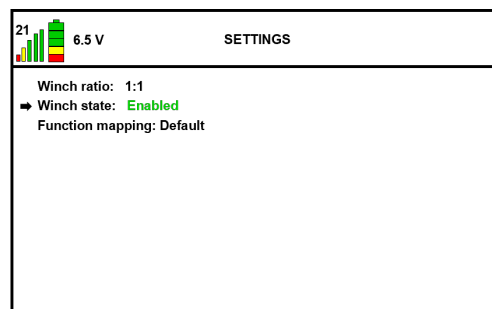 21
6.5 V
SETTINGS
Winch ratio: 1:1
Winch state: Enabled
Function mapping: Default